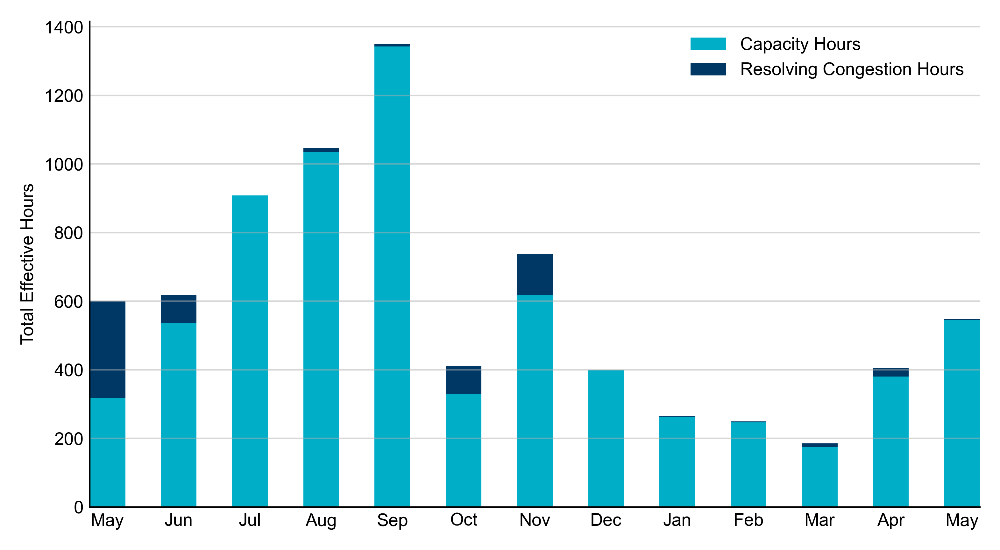 Total Effective Hours
1400
1200
1000
800
600
400
200
0
Capacity Hours
Resolving Congestion Hours
May Jun Jul Aug Sep Oct Nov Dec Jan Feb Mar Apr May